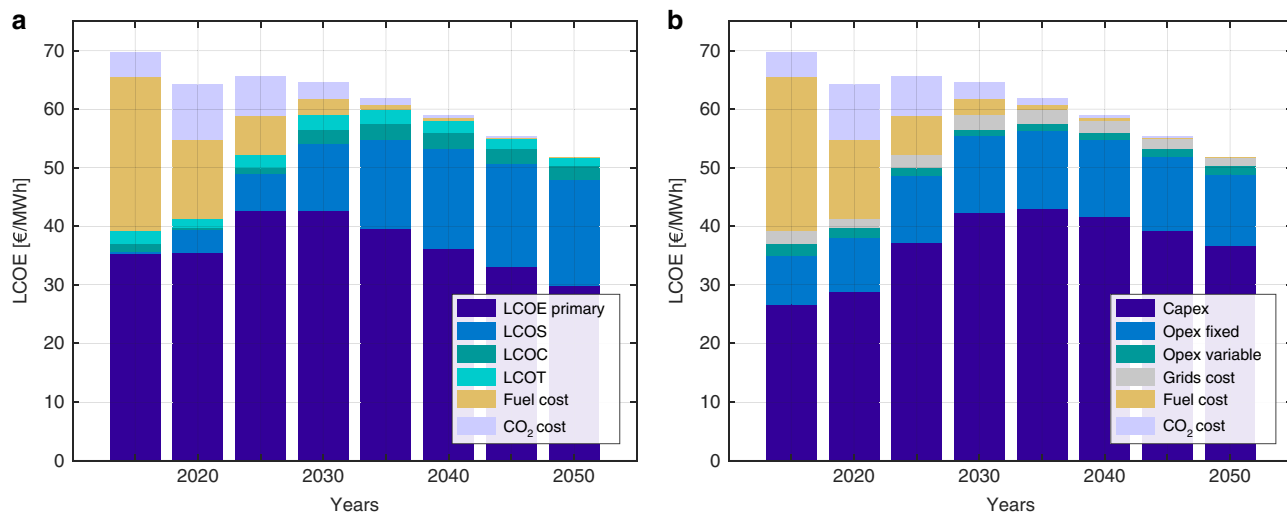 a
LCOE [€/MWh]
70
60
50
40
30
20
10
0
2020
2030
2040
2050
Years
LCOE primary
LCOS
LCOC
LCOT
Fuel cost
CO₂ cost
b
LCOE [€/MWh]
70
60
50
40
30
20
10
0
2020
2030
2040
2050
Years
Capex
Opex fixed
Opex variable
Grids cost
Fuel cost
CO₂ cost